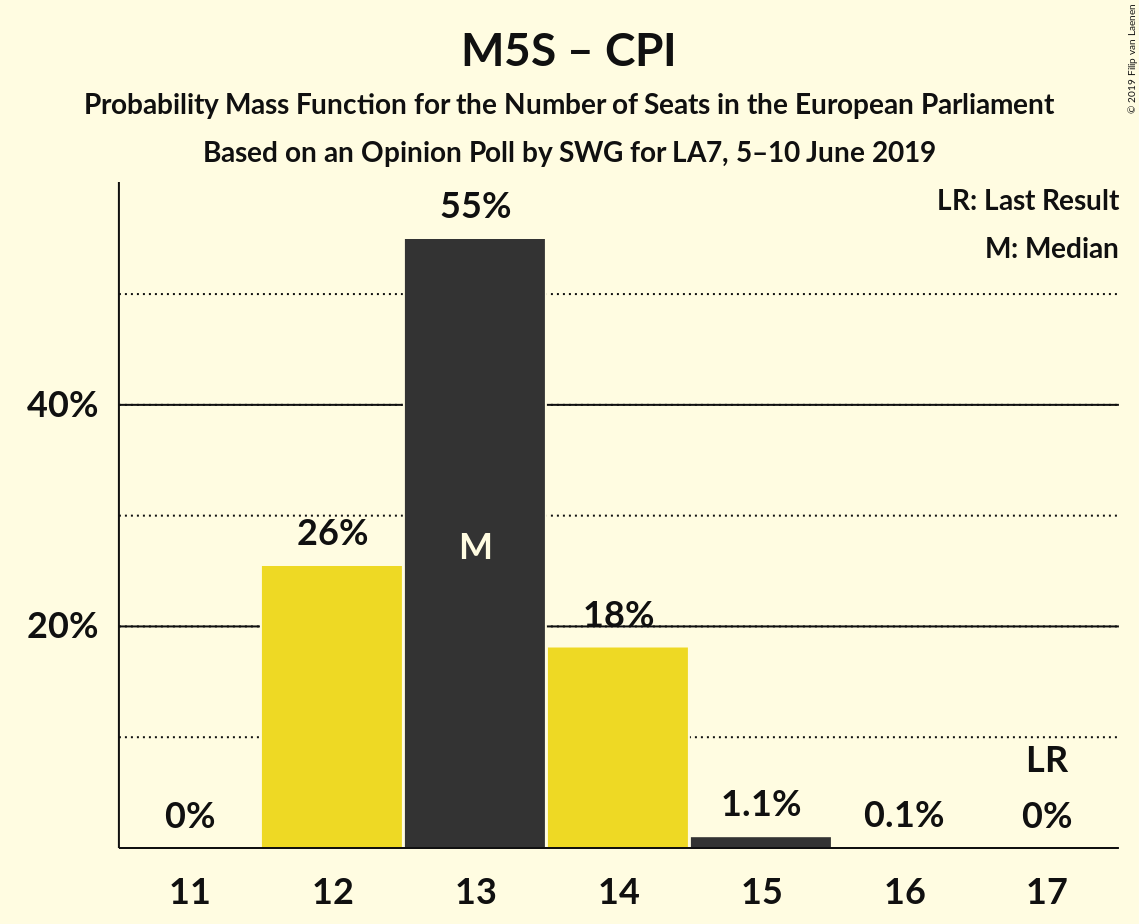 M5S – CPI
Probability Mass Function for the Number of Seats in the European Parliament
Based on an Opinion Poll by SWG for LA7, 5–10 June 2019
© 2019 Filip van Laenen
LR: Last Result
M: Median
55%
40%
26%
M
20%
18%
LR
0%
1.1%
0.1%
0%
11 12 13 14 15 16 17